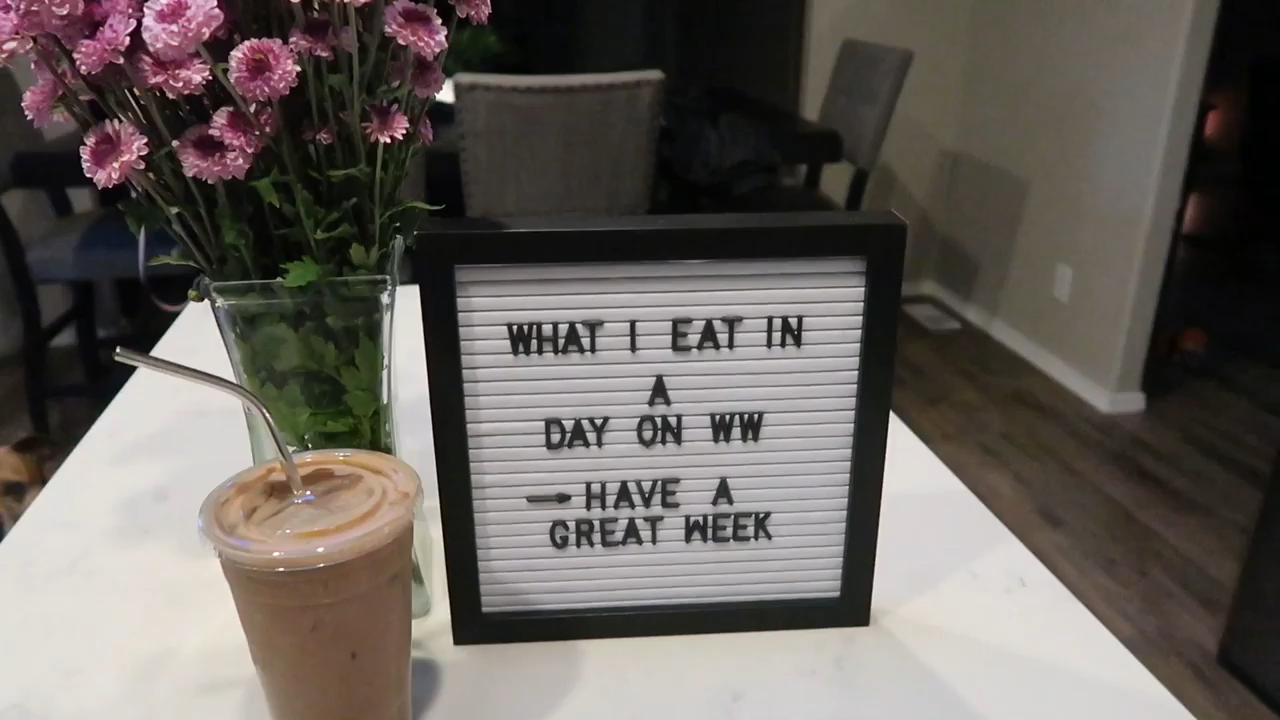 WHAT I EAT IN
A
DAY ON WW
→ HAVE A
GREAT WEEK